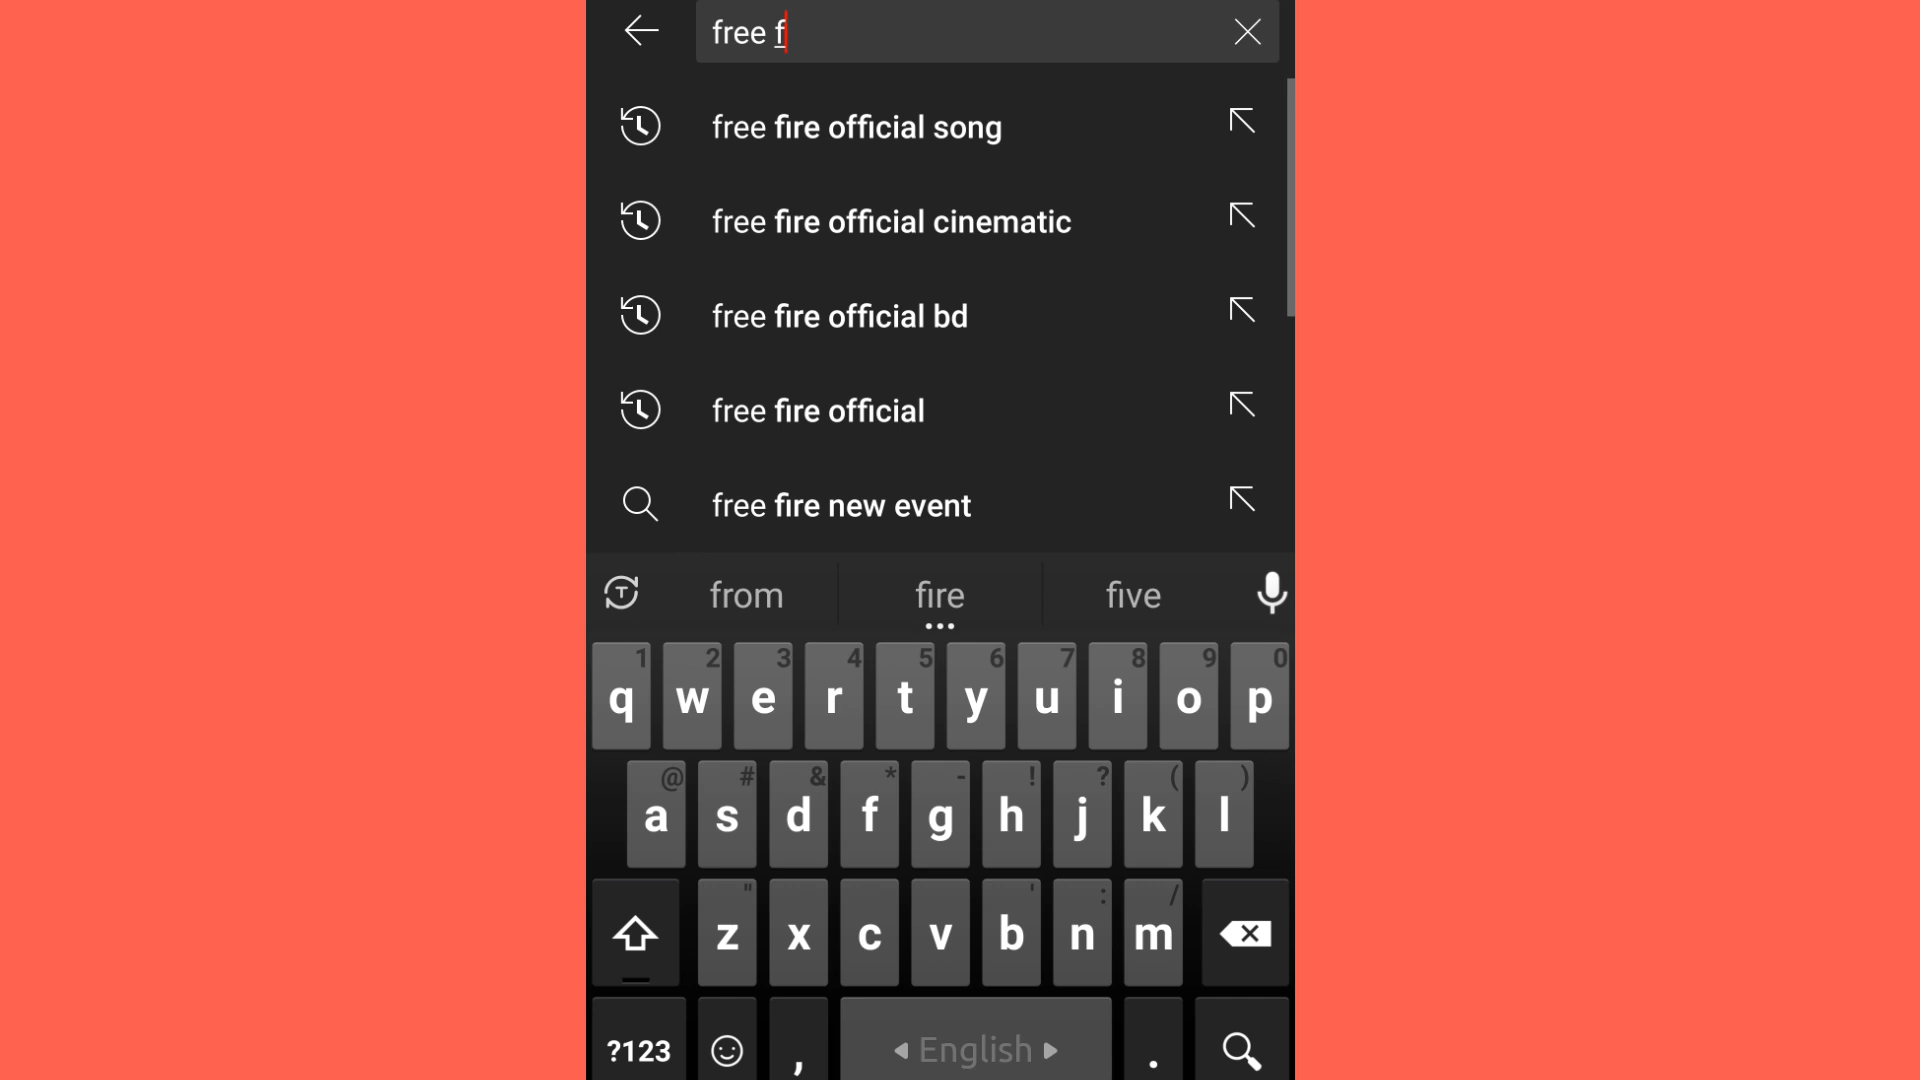 free f
free fire official song
free fire official cinematic
free fire official bd
free fire official
free fire new event
from fire five
1 2 3 4 5 6 7 8 9 0
q w e r t y u i o p
@ # & * - ! ? ( )
a s d f g h j k l
" ' : /
z x c v b n m
?123 , English .